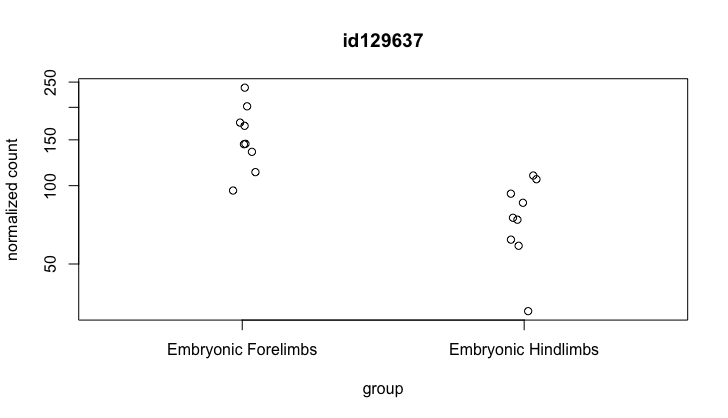 id129637
normalized count
250
150
100
50
Embryonic Forelimbs
Embryonic Hindlimbs
group